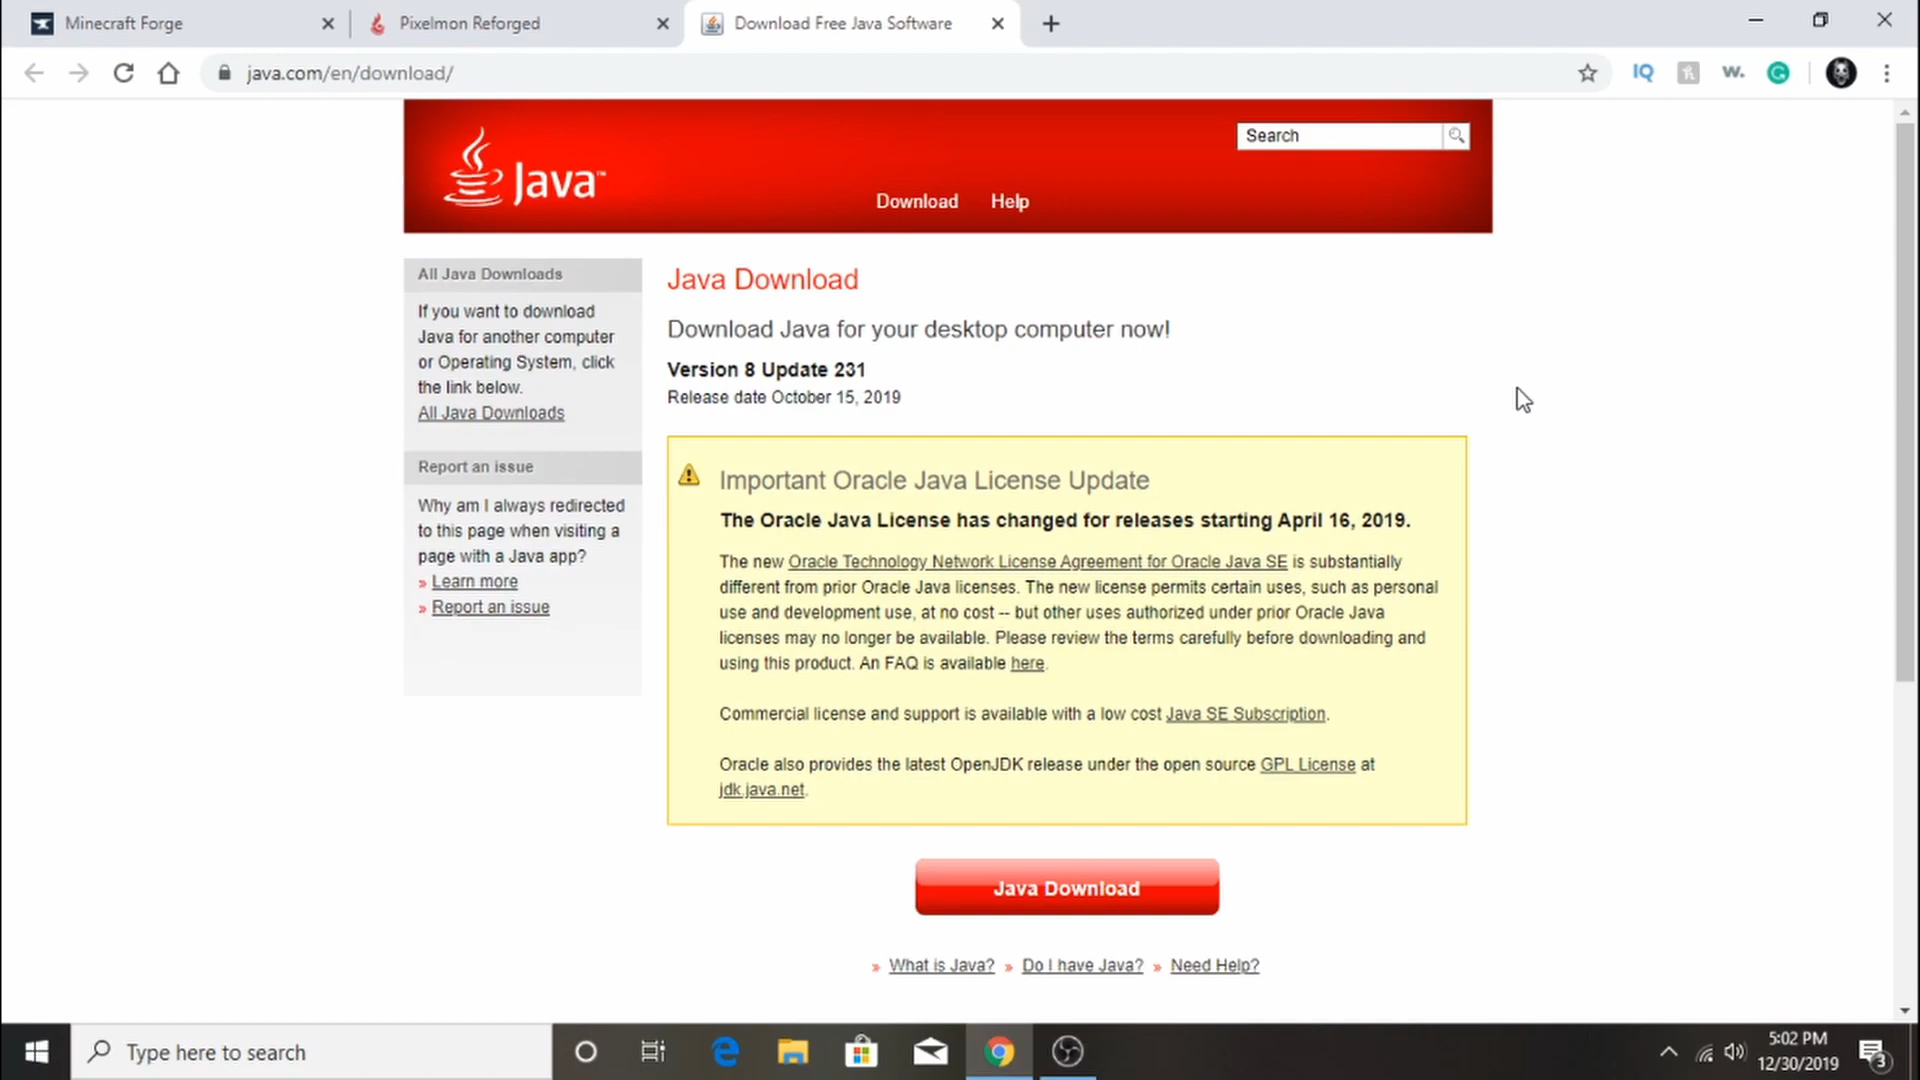 Minecraft Forge
Pixelmon Reforged
Download Free Java Software
java.com/en/download/
IQ
w.
Java™
Search
Download Help
All Java Downloads
If you want to download
Java for another computer
or Operating System, click
the link below.
All Java Downloads
Report an issue
Why am I always redirected
to this page when visiting a
page with a Java app?
» Learn more
» Report an issue
Java Download
Download Java for your desktop computer now!
Version 8 Update 231
Release date October 15, 2019
Important Oracle Java License Update
The Oracle Java License has changed for releases starting April 16, 2019.
The new Oracle Technology Network License Agreement for Oracle Java SE is substantially
different from prior Oracle Java licenses. The new license permits certain uses, such as personal
use and development use, at no cost -- but other uses authorized under prior Oracle Java
licenses may no longer be available. Please review the terms carefully before downloading and
using this product. An FAQ is available here.
Commercial license and support is available with a low cost Java SE Subscription.
Oracle also provides the latest OpenJDK release under the open source GPL License at
jdk.java.net.
Java Download
» What is Java? » Do I have Java? » Need Help?
Type here to search
5:02 PM
12/30/2019
3